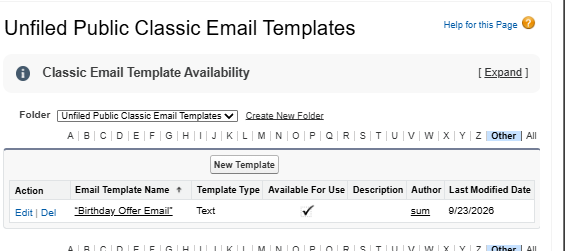 Unfiled Public Classic Email Templates
Help for this Page ?
i Classic Email Template Availability [ Expand ]
Folder Unfiled Public Classic Email Templates Create New Folder
A | B | C | D | E | F | G | H | I | J | K | L | M | N | O | P | Q | R | S | T | U | V | W | X | Y | Z | Other | All
New Template
Action Email Template Name ↑ Template Type Available For Use Description Author Last Modified Date
Edit | Del "Birthday Offer Email" Text ✓ sum 9/23/2026
A | B | C | D | E | F | G | H | I | J | K | L | M | N | O | P | Q | R | S | T | U | V | W | X | Y | Z | Other | All